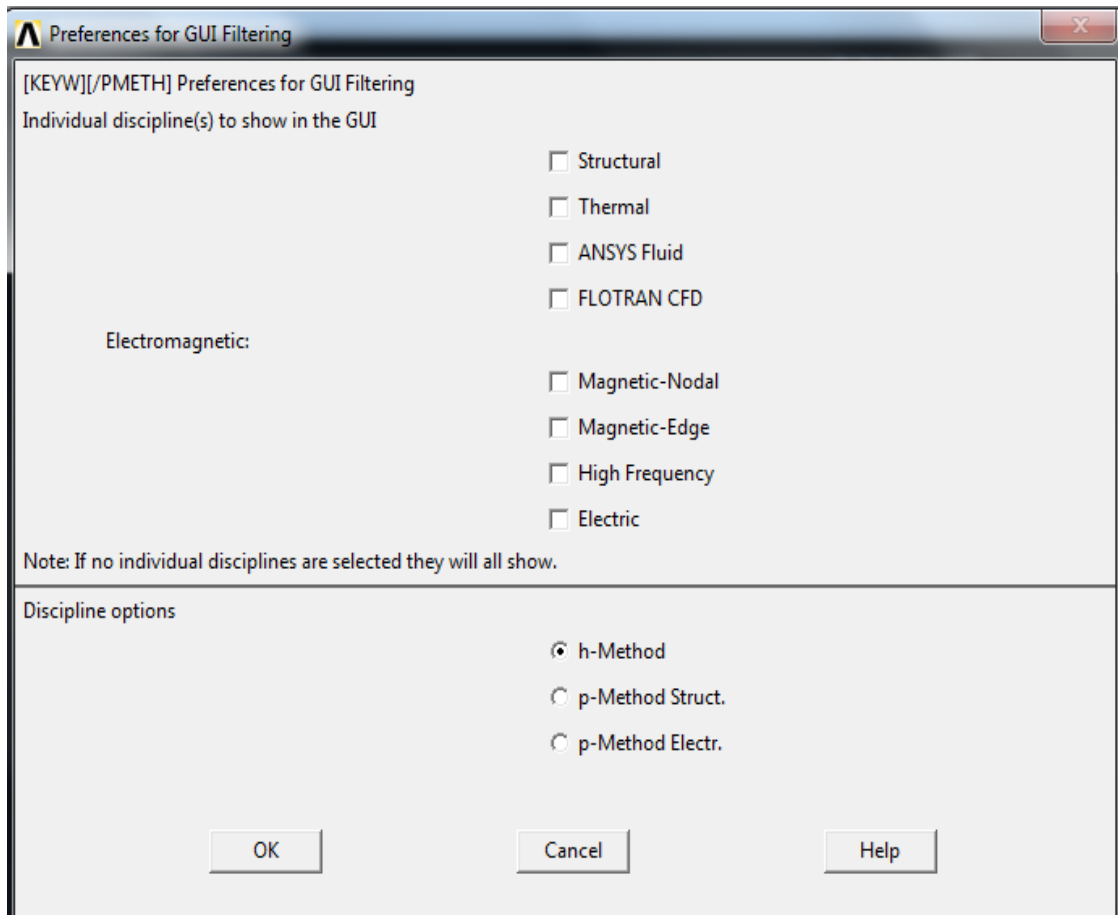 Preferences for GUI Filtering
[KEYW][/PMETH] Preferences for GUI Filtering
Individual discipline(s) to show in the GUI
Structural
Thermal
ANSYS Fluid
FLOTRAN CFD
Electromagnetic:
Magnetic-Nodal
Magnetic-Edge
High Frequency
Electric
Note: If no individual disciplines are selected they will all show.
Discipline options
h-Method
p-Method Struct.
p-Method Electr.
OK Cancel Help